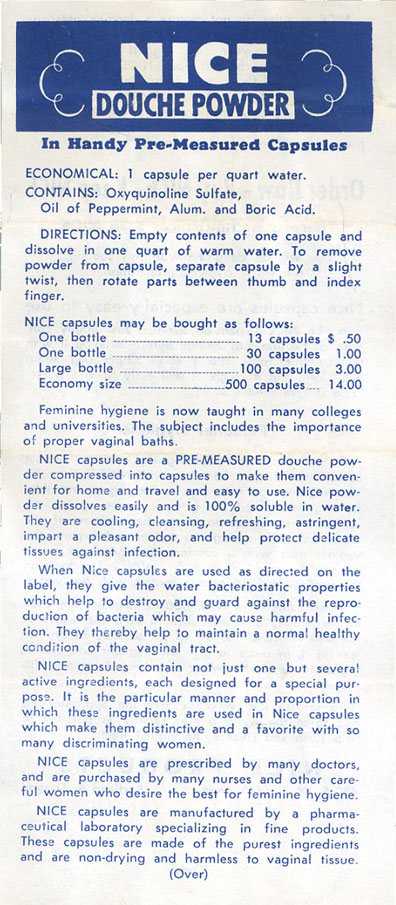 NICE
DOUCHE POWDER
In Handy Pre-Measured Capsules
ECONOMICAL: 1 capsule per quart water.
CONTAINS: Oxyquinoline Sulfate,
Oil of Peppermint, Alum. and Boric Acid.
DIRECTIONS: Empty contents of one capsule and
dissolve in one quart of warm water. To remove
powder from capsule, separate capsule by a slight
twist, then rotate parts between thumb and index
finger.
NICE capsules may be bought as follows:
One bottle ........ 13 capsules $ .50
One bottle ........ 30 capsules 1.00
Large bottle ........ 100 capsules 3.00
Economy size ........ 500 capsules .... 14.00
Feminine hygiene is now taught in many colleges
and universities. The subject includes the importance
of proper vaginal baths.
NICE capsules are a PRE-MEASURED douche pow-
der compressed into capsules to make them conven-
ient for home and travel and easy to use. Nice pow-
der dissolves easily and is 100% soluble in water.
They are cooling, cleansing, refreshing, astringent,
impart a pleasant odor, and help protect delicate
tissues against infection.
When Nice capsules are used as directed on the
label, they give the water bacteriostatic properties
which help to destroy and guard against the repro-
duction of bacteria which may cause harmful infec-
tion. They thereby help to maintain a normal healthy
condition of the vaginal tract.
NICE capsules contain not just one but several
active ingredients, each designed for a special pur-
pose. It is the particular manner and proportion in
which these ingredients are used in Nice capsules
which make them distinctive and a favorite with so
many discriminating women.
NICE capsules are prescribed by many doctors,
and are purchased by many nurses and other care-
ful women who desire the best for feminine hygiene.
NICE capsules are manufactured by a pharma-
ceutical laboratory specializing in fine products.
These capsules are made of the purest ingredients
and are non-drying and harmless to vaginal tissue.
(Over)